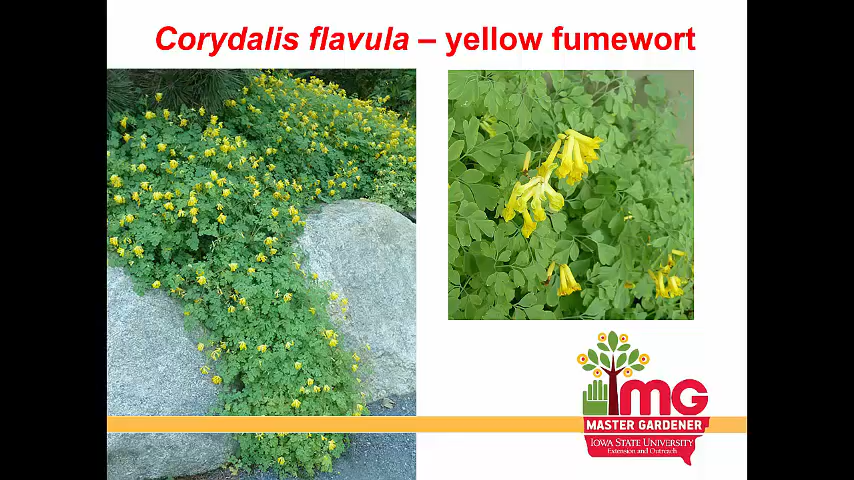 Corydalis flavula – yellow fumewort
MG
MASTER GARDENER
IOWA STATE UNIVERSITY
Extension and Outreach